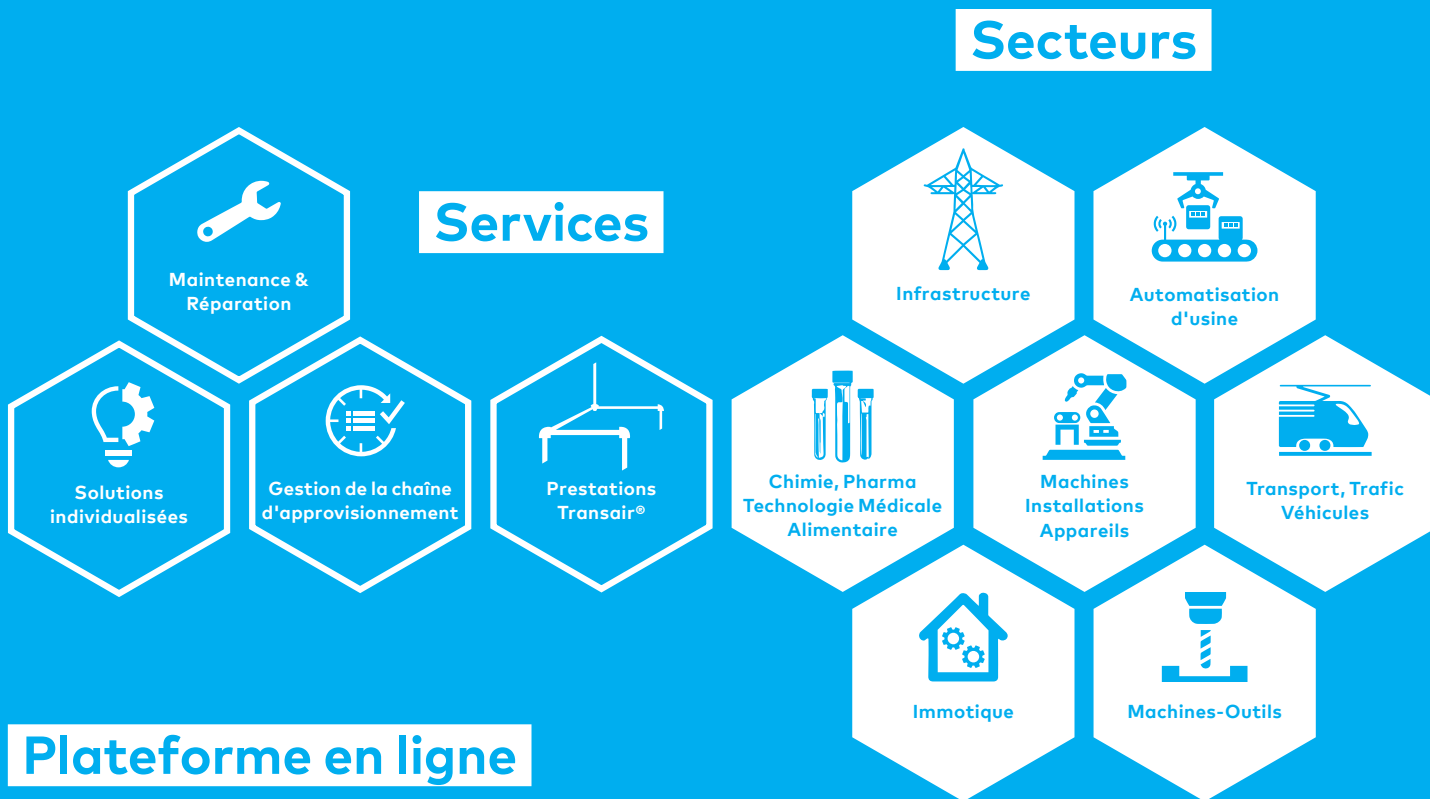 Secteurs
Services
Maintenance &
Réparation
Solutions
individualisées
Gestion de la chaîne
d'approvisionnement
Prestations
Transair®
Infrastructure
Automatisation
d'usine
Chimie, Pharma
Technologie Médicale
Alimentaire
Machines
Installations
Appareils
Transport, Trafic
Véhicules
Immotique
Machines-Outils
Plateforme en ligne